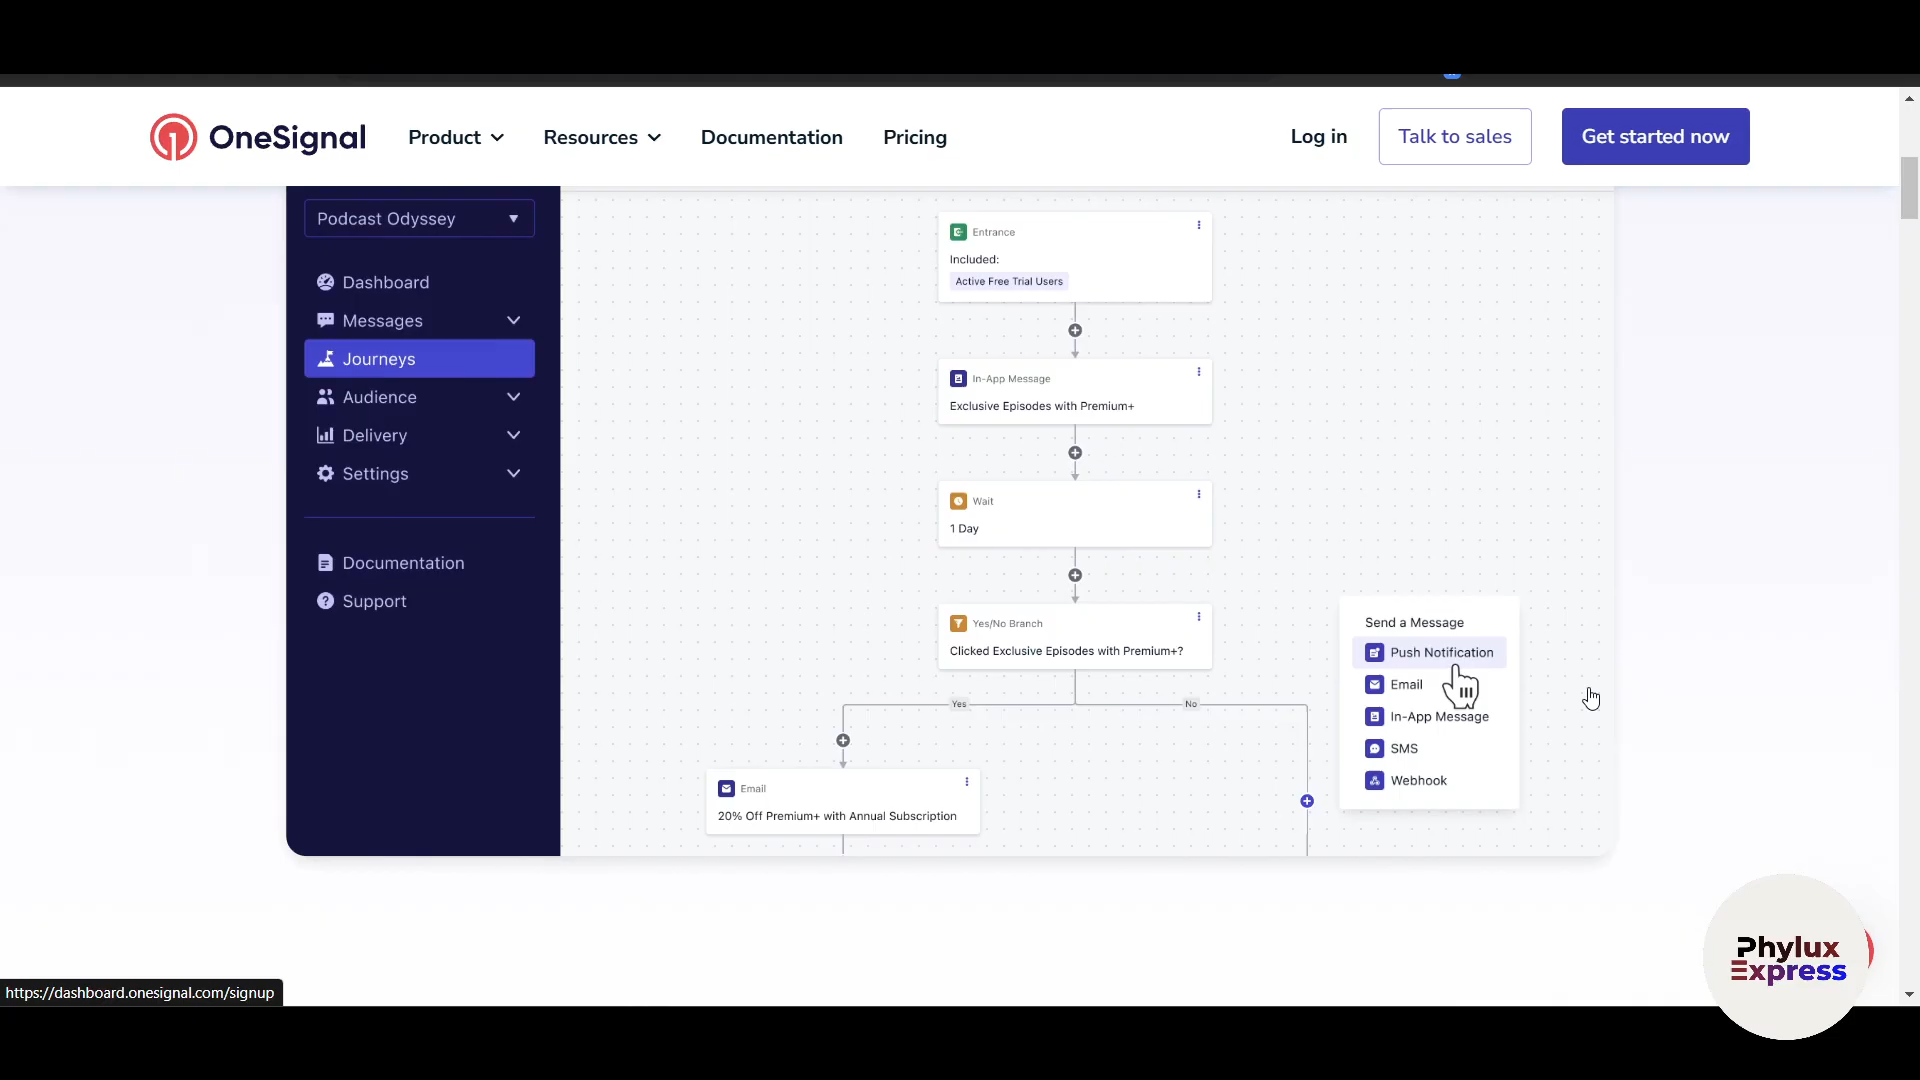 OneSignal
Product
Resources
Documentation
Pricing
Log in
Talk to sales
Get started now
Podcast Odyssey
Dashboard
Messages
Journeys
Audience
Delivery
Settings
Documentation
Support
Entrance
Included:
Active Free Trial Users
In-App Message
Exclusive Episodes with Premium+
Wait
1 Day
Yes/No Branch
Clicked Exclusive Episodes with Premium+?
Yes
No
Email
20% Off Premium+ with Annual Subscription
Send a Message
Push Notification
Email
In-App Message
SMS
Webhook
Phylux
Express
https://dashboard.onesignal.com/signup